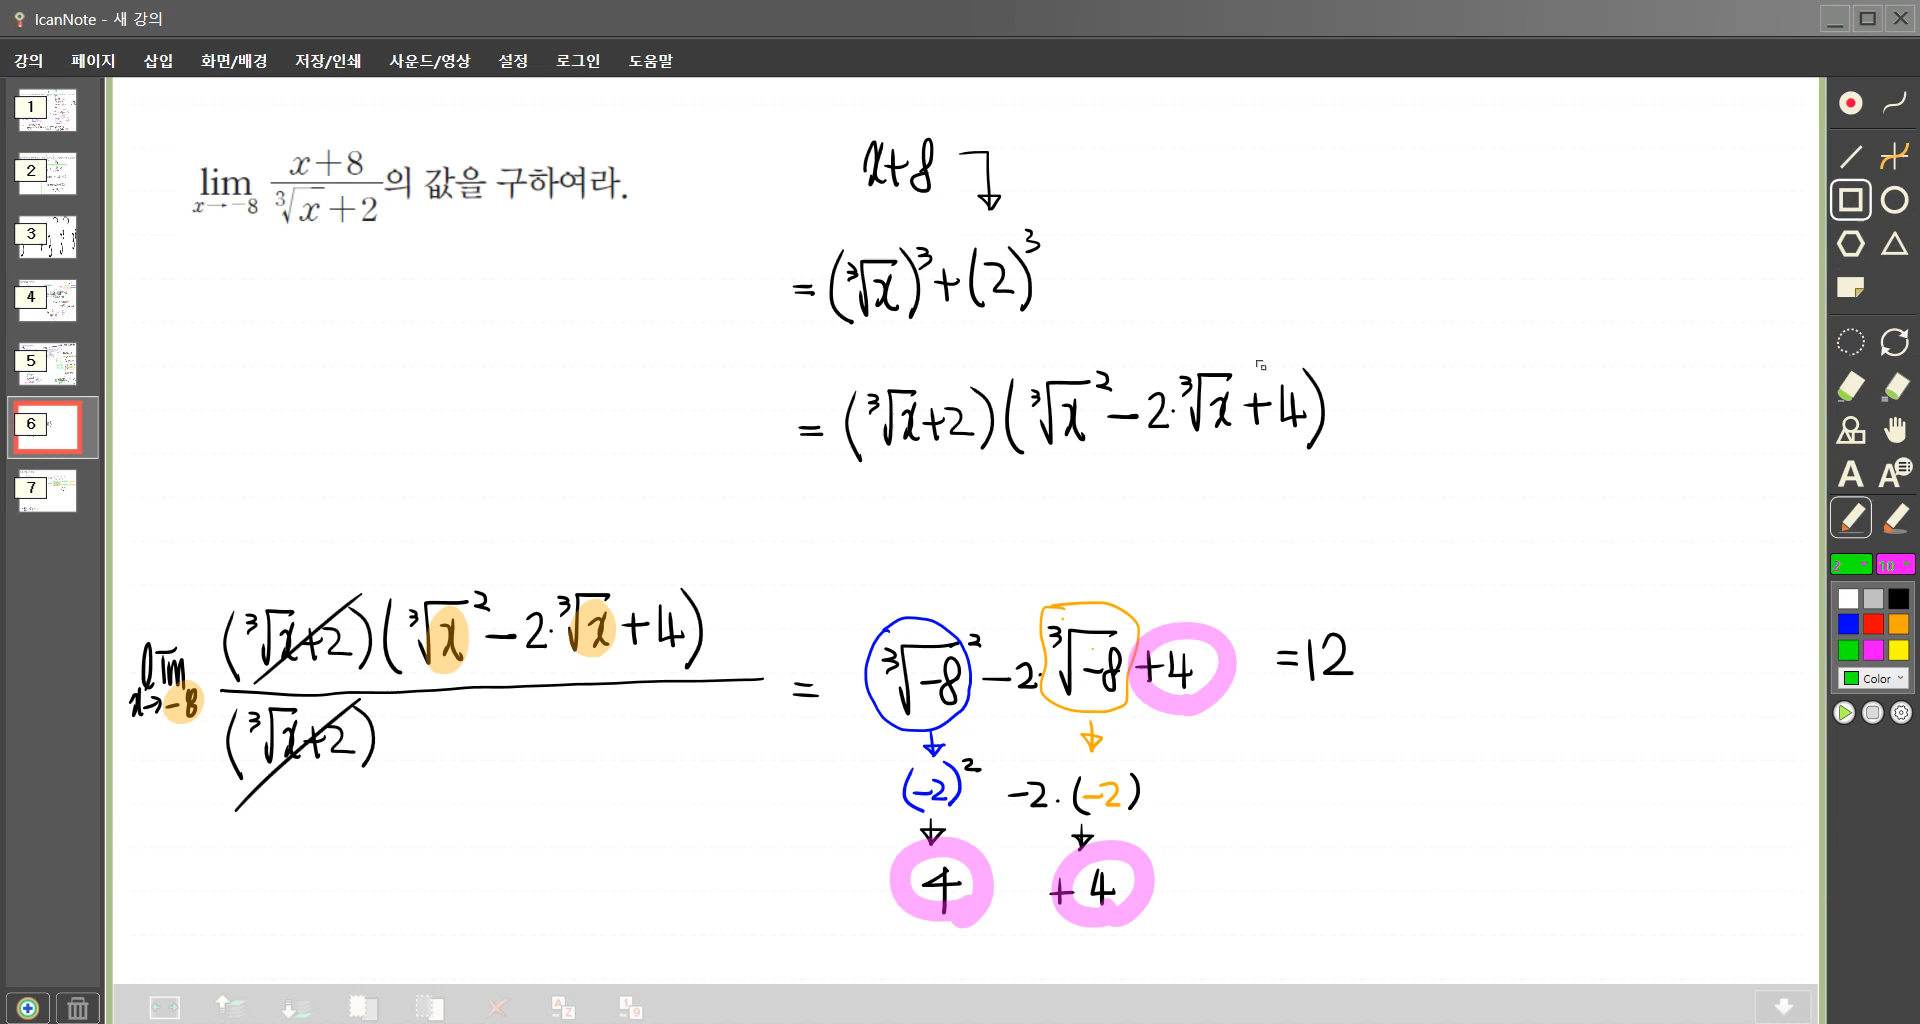 IcanNote - 새 강의
강의 페이지 삽입 화면/배경 저장/인쇄 사운드/영상 설정 로그인 도움말
1
2
3
4
5
6
7
lim x→-8 (x+8)/(∛x+2)의 값을 구하여라.
x+8
= (∛x)³+(2)³
= (∛x+2)(∛x²-2·∛x+4)
lim x→-8 (∛x+2)(∛x²-2·∛x+4)/(∛x+2) = ∛-8²-2·∛-8+4 =12
(-2)² -2·(-2)
4 +4
2 10
Color